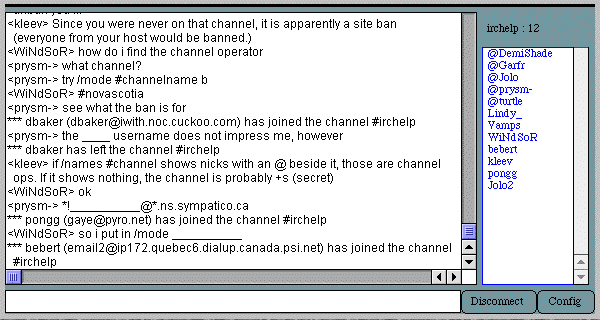 <kleev> Since you were never on that channel, it is apparently a site ban
(everyone from your host would be banned.)
<WiNdSoR> how do i find the channel operator
<prysm-> what channel?
<prysm-> try /mode #channelname b
<WiNdSoR> #novascotia
<prysm-> see what the ban is for
*** dbaker (dbaker@iwith.noc.cuckoo.com) has joined the channel #irchelp
<prysm-> the ____ username does not impress me, however
*** dbaker has left the channel #irchelp
<kleev> if /names #channel shows nicks with an @ beside it, those are channel
ops. If it shows nothing, the channel is probably +s (secret)
<WiNdSoR> ok
<prysm-> *!__________@*.ns.sympatico.ca
*** pongg (gaye@pyro.net) has joined the channel #irchelp
<WiNdSoR> so i put in /mode __________
*** bebert (email2@ip172.quebec6.dialup.canada.psi.net) has joined the channel
#irchelp
irchelp : 12
@DemiShade
@Garfr
@Jolo
@prysm-
@turtle
Lindy_
Vamps
WiNdSoR
bebert
kleev
pongg
Jolo2
Disconnect
Config